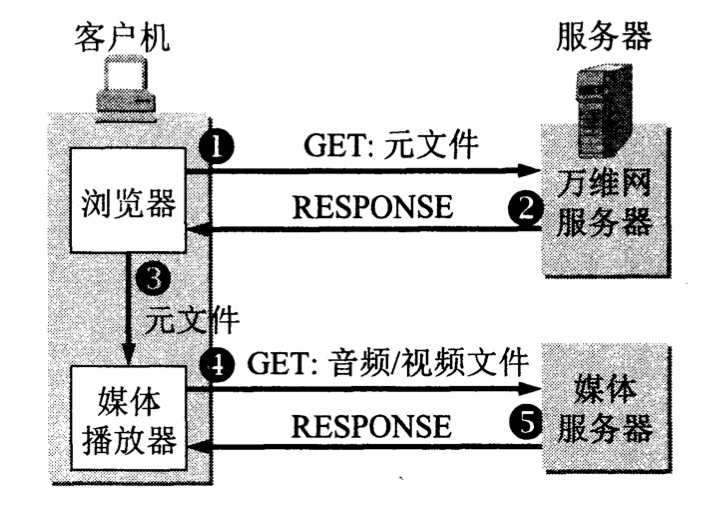 客户机
服务器
❶
GET: 元文件
浏览器
RESPONSE
❷
万维网
服务器
❸
元文件
❹
GET: 音频/视频文件
媒体
播放器
RESPONSE
❺
媒体
服务器